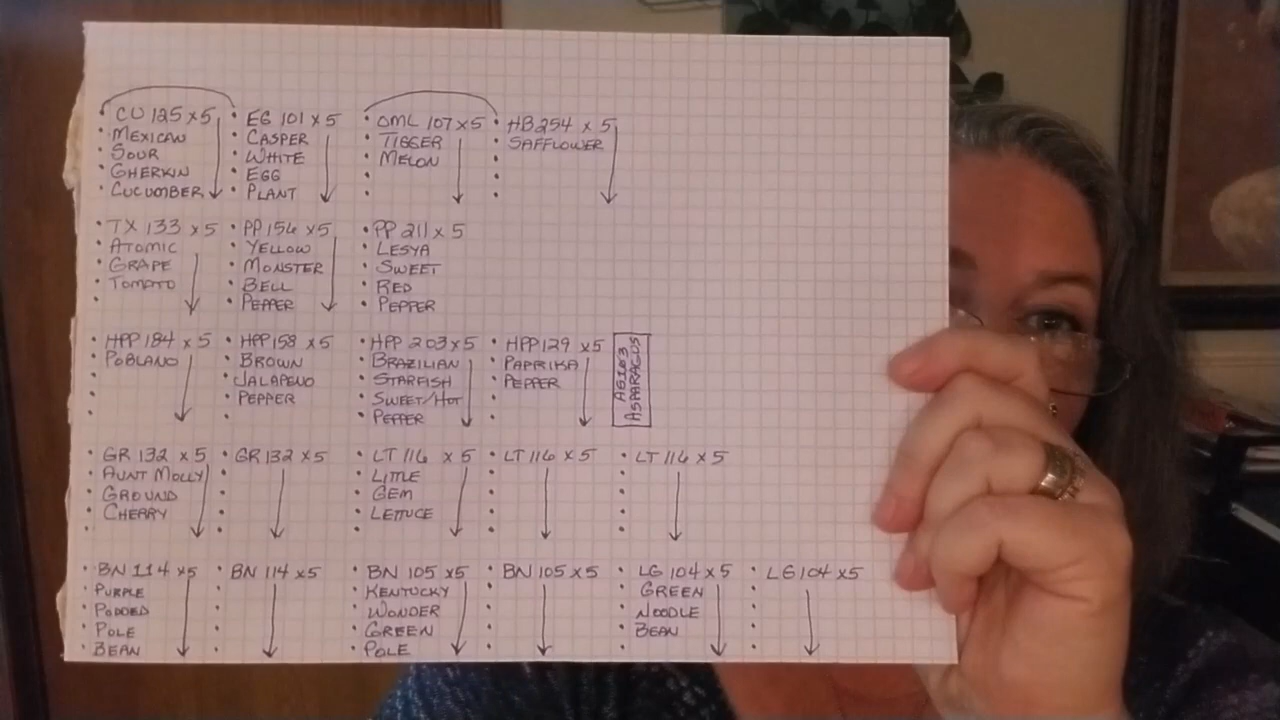 CU 125 x 5 EG 101 x 5 OML 107 x 5 HB 254 x 5
MEXICAN CASPER TIGGER SAFFLOWER
SOUR WHITE MELON
GHERKIN EGG
CUCUMBER PLANT
TX 133 x 5 PP 156 x 5 PP 211 x 5
ATOMIC YELLOW LESYA
GRAPE MONSTER SWEET
TOMATO BELL RED
PEPPER PEPPER
HPP 184 x 5 HPP 158 x 5 HPP 203 x 5 HPP 129 x 5
POBLANO BROWN BRAZILIAN PAPRIKA
JALAPENO STARFISH PEPPER
PEPPER SWEET/HOT
PEPPER
AG103
ASPARAGUS
GR 132 x 5 GR 132 x 5 LT 116 x 5 LT 116 x 5 LT 116 x 5
AUNT MOLLY LITTLE
GROUND GEM
CHERRY LETTUCE
BN 114 x 5 BN 114 x 5 BN 105 x 5 BN 105 x 5 LG 104 x 5 LG 104 x 5
PURPLE KENTUCKY GREEN
PODDED WONDER NOODLE
POLE GREEN BEAN
BEAN POLE